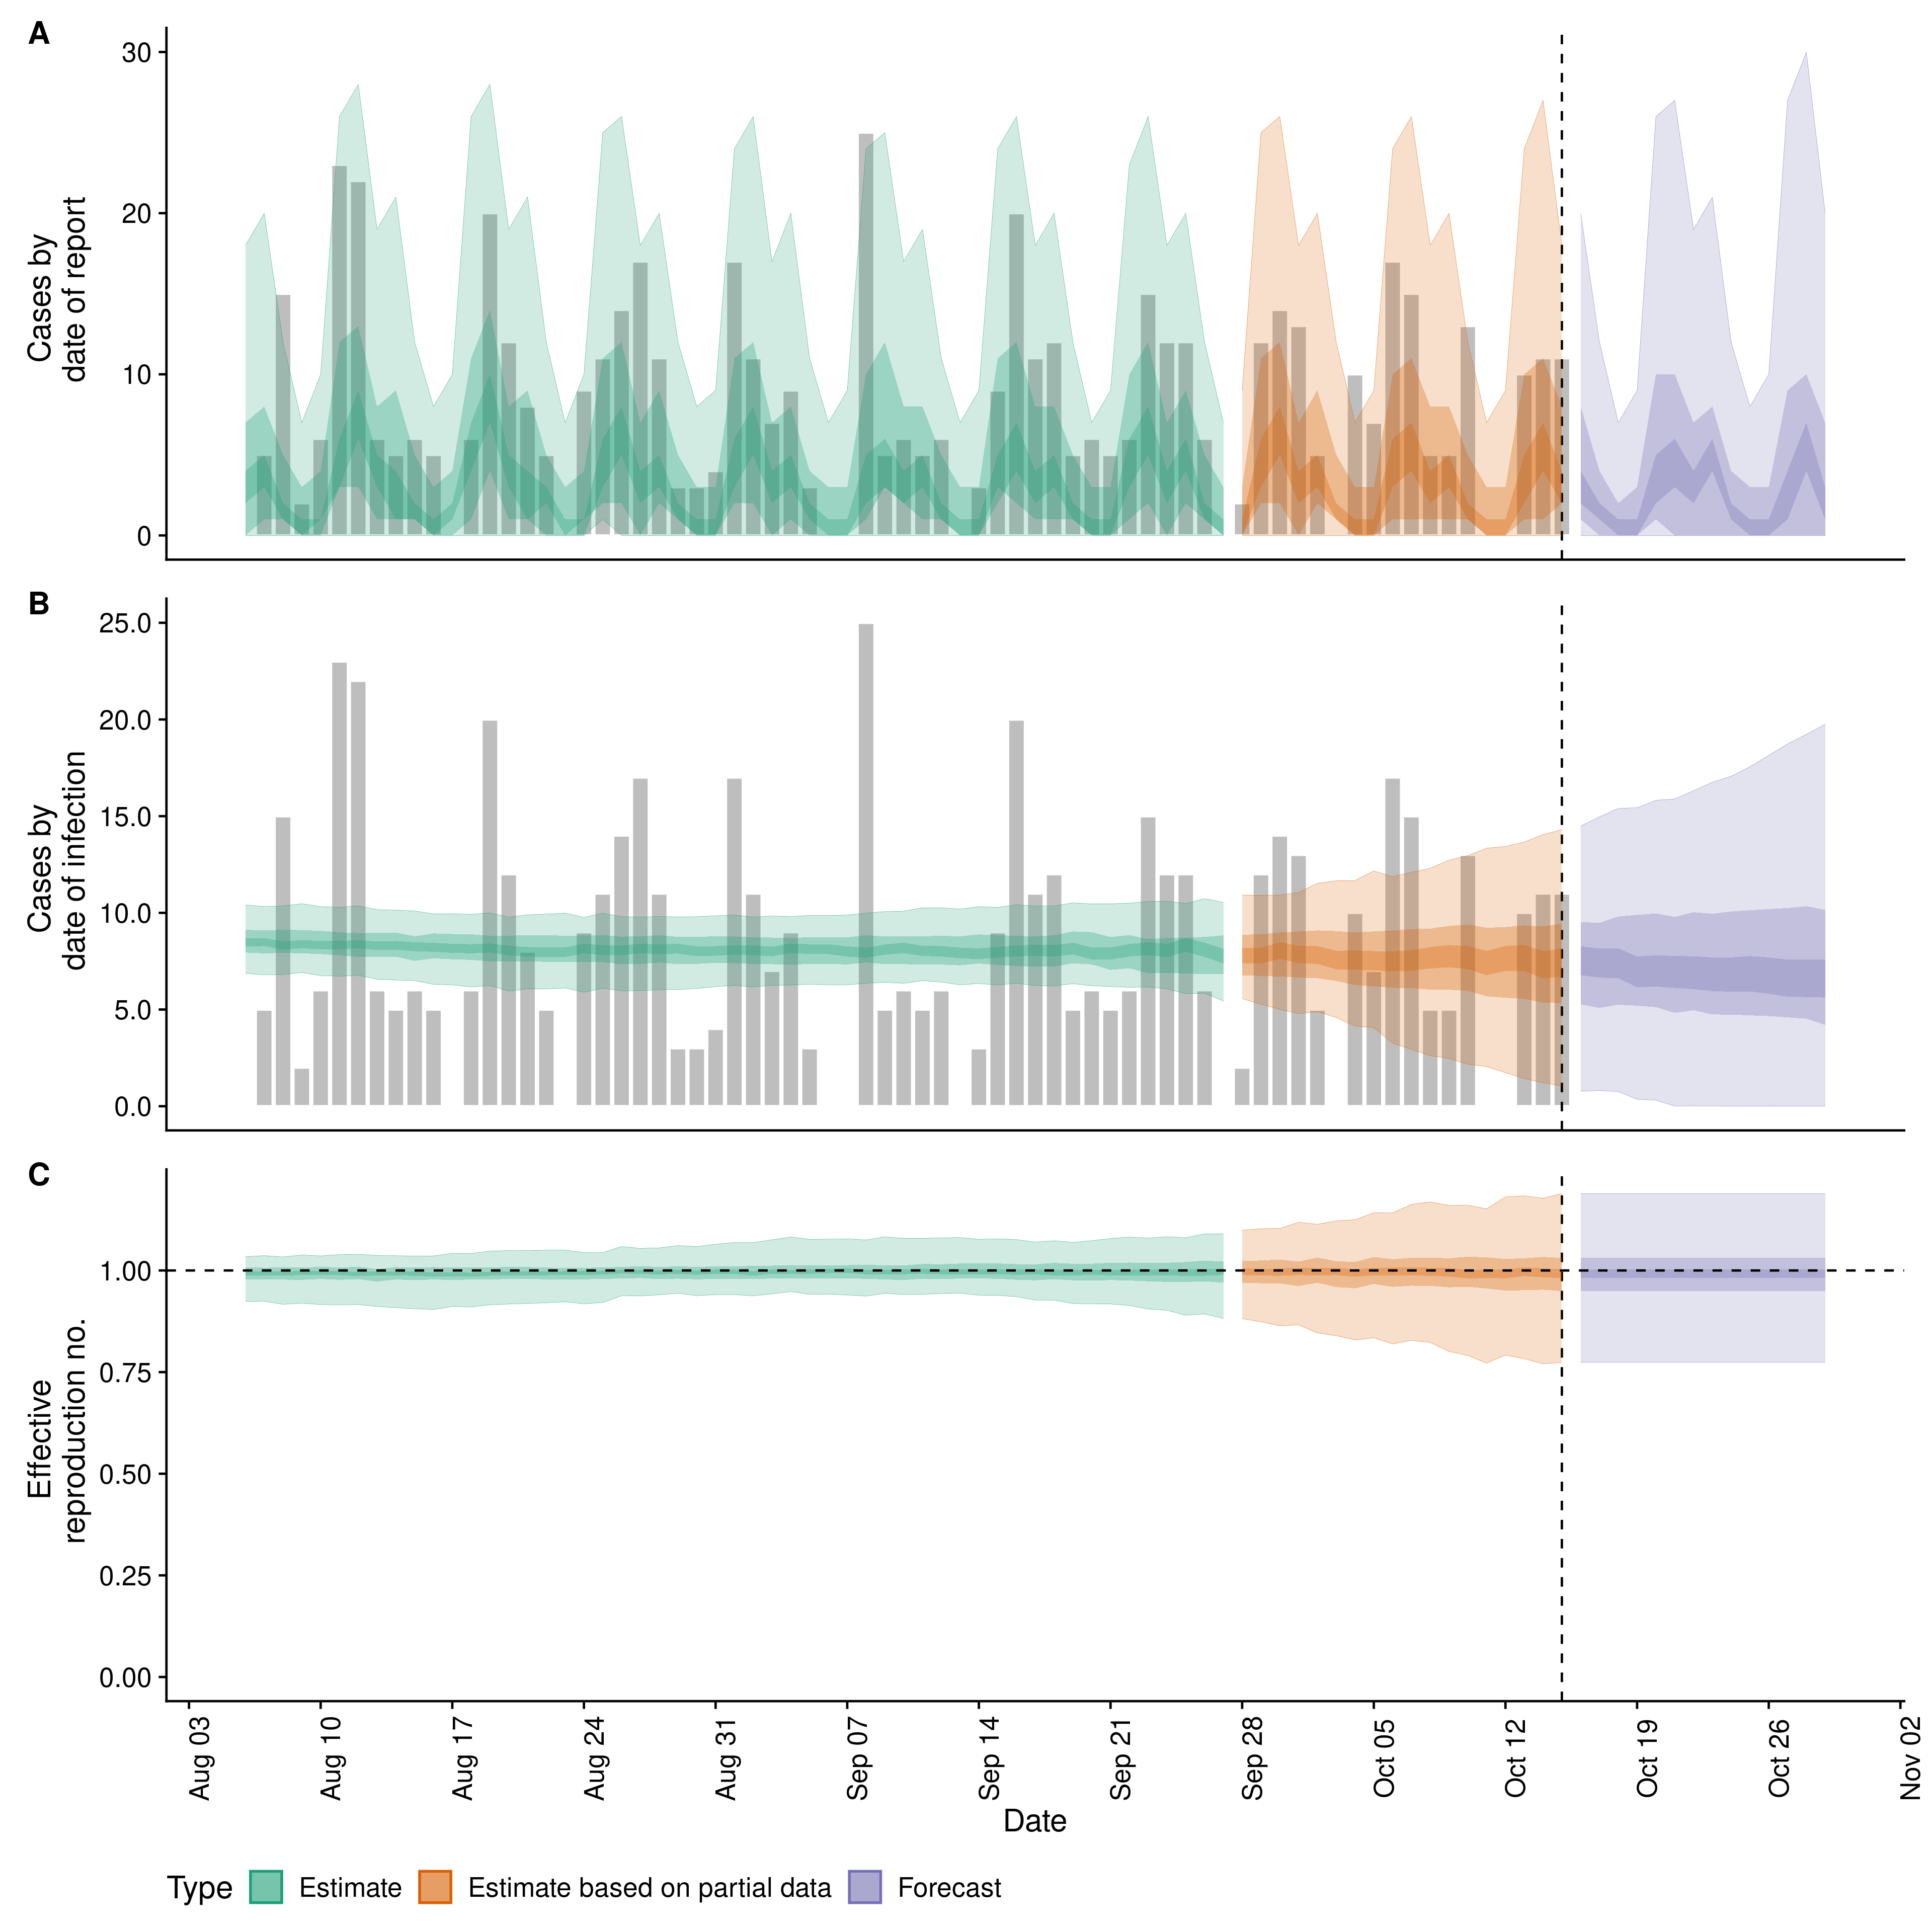 A
Cases by
date of report
30
20
10
0
B
Cases by
date of infection
25.0
20.0
15.0
10.0
5.0
0.0
C
Effective
reproduction no.
1.00
0.75
0.50
0.25
0.00
Aug 03
Aug 10
Aug 17
Aug 24
Aug 31
Sep 07
Sep 14
Sep 21
Sep 28
Oct 05
Oct 12
Oct 19
Oct 26
Nov 02
Date
Type Estimate Estimate based on partial data Forecast